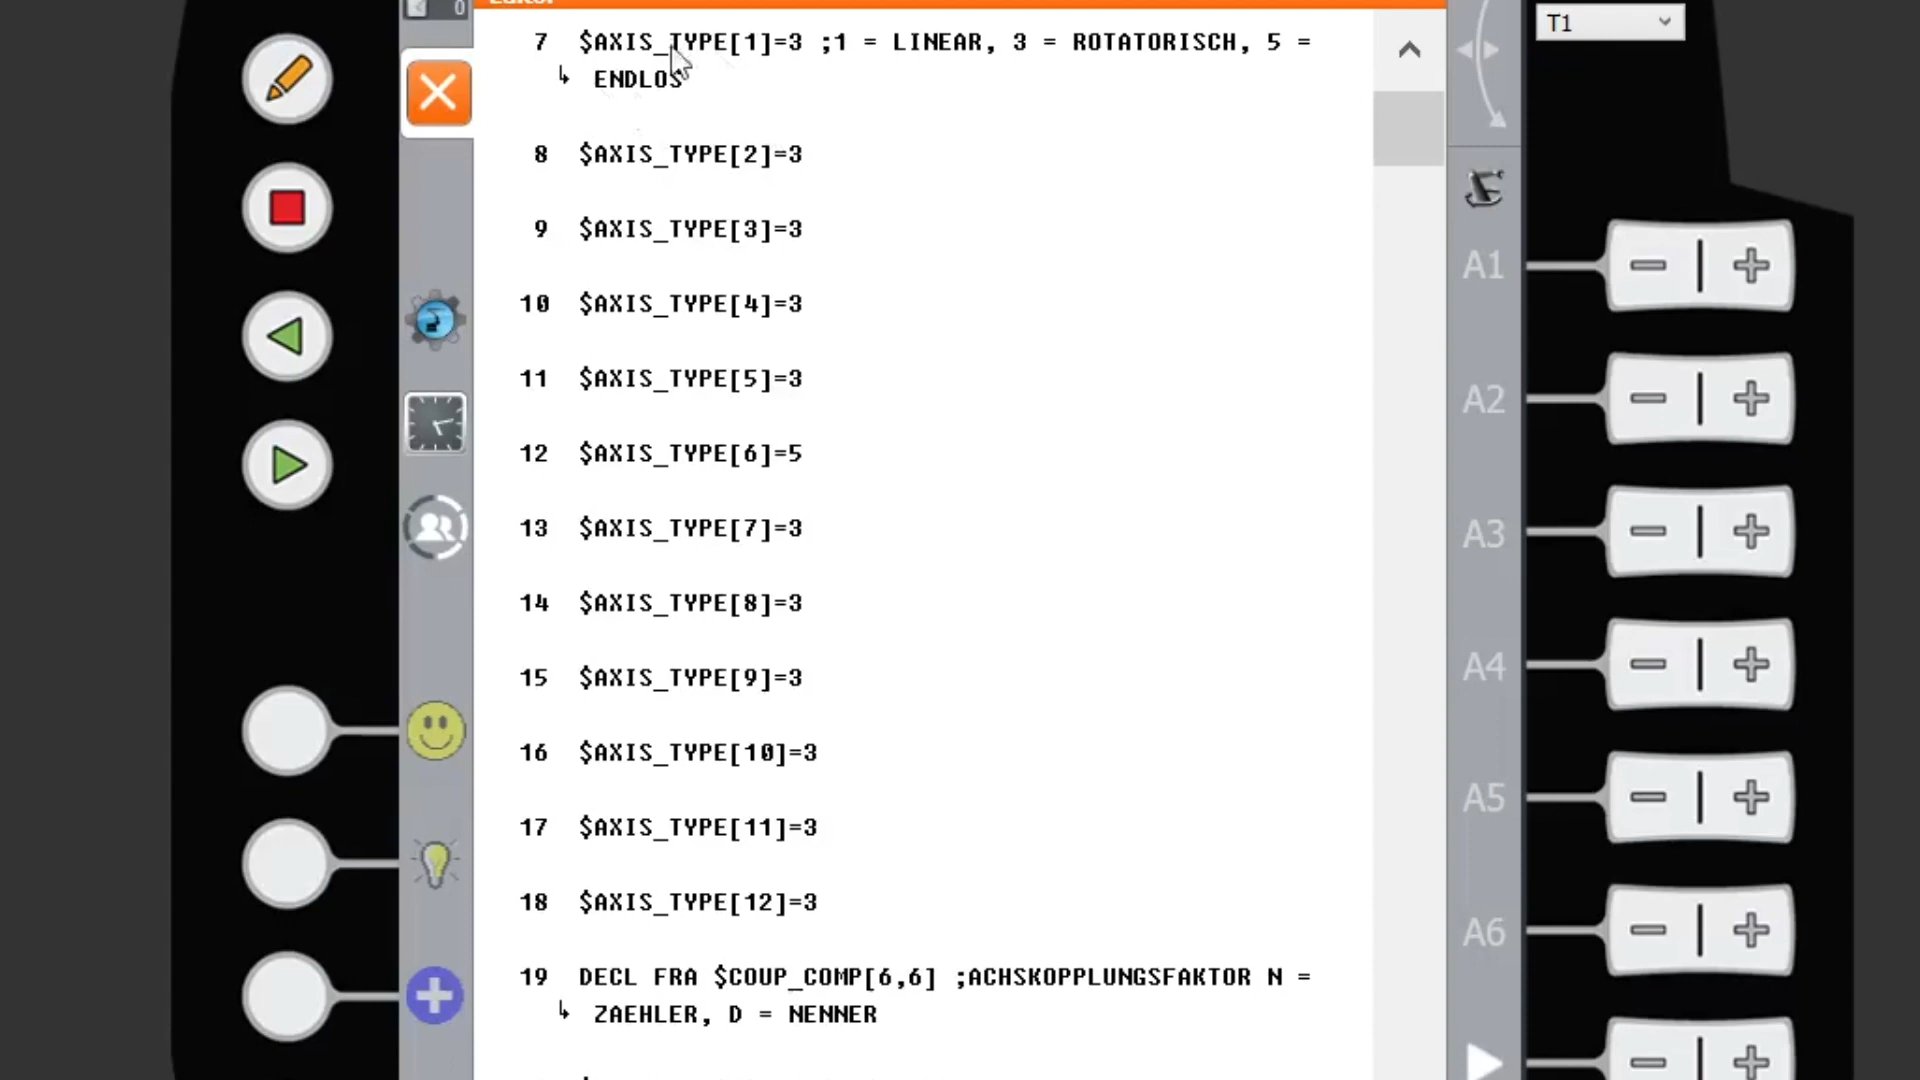 0
Editor
T1
7 $AXIS_TYPE[1]=3 ;1 = LINEAR, 3 = ROTATORISCH, 5 =
↳ ENDLOS
8 $AXIS_TYPE[2]=3
9 $AXIS_TYPE[3]=3
10 $AXIS_TYPE[4]=3
11 $AXIS_TYPE[5]=3
12 $AXIS_TYPE[6]=5
13 $AXIS_TYPE[7]=3
14 $AXIS_TYPE[8]=3
15 $AXIS_TYPE[9]=3
16 $AXIS_TYPE[10]=3
17 $AXIS_TYPE[11]=3
18 $AXIS_TYPE[12]=3
19 DECL FRA $COUP_COMP[6,6] ;ACHSKOPPLUNGSFAKTOR N =
↳ ZAEHLER, D = NENNER
A1
A2
A3
A4
A5
A6